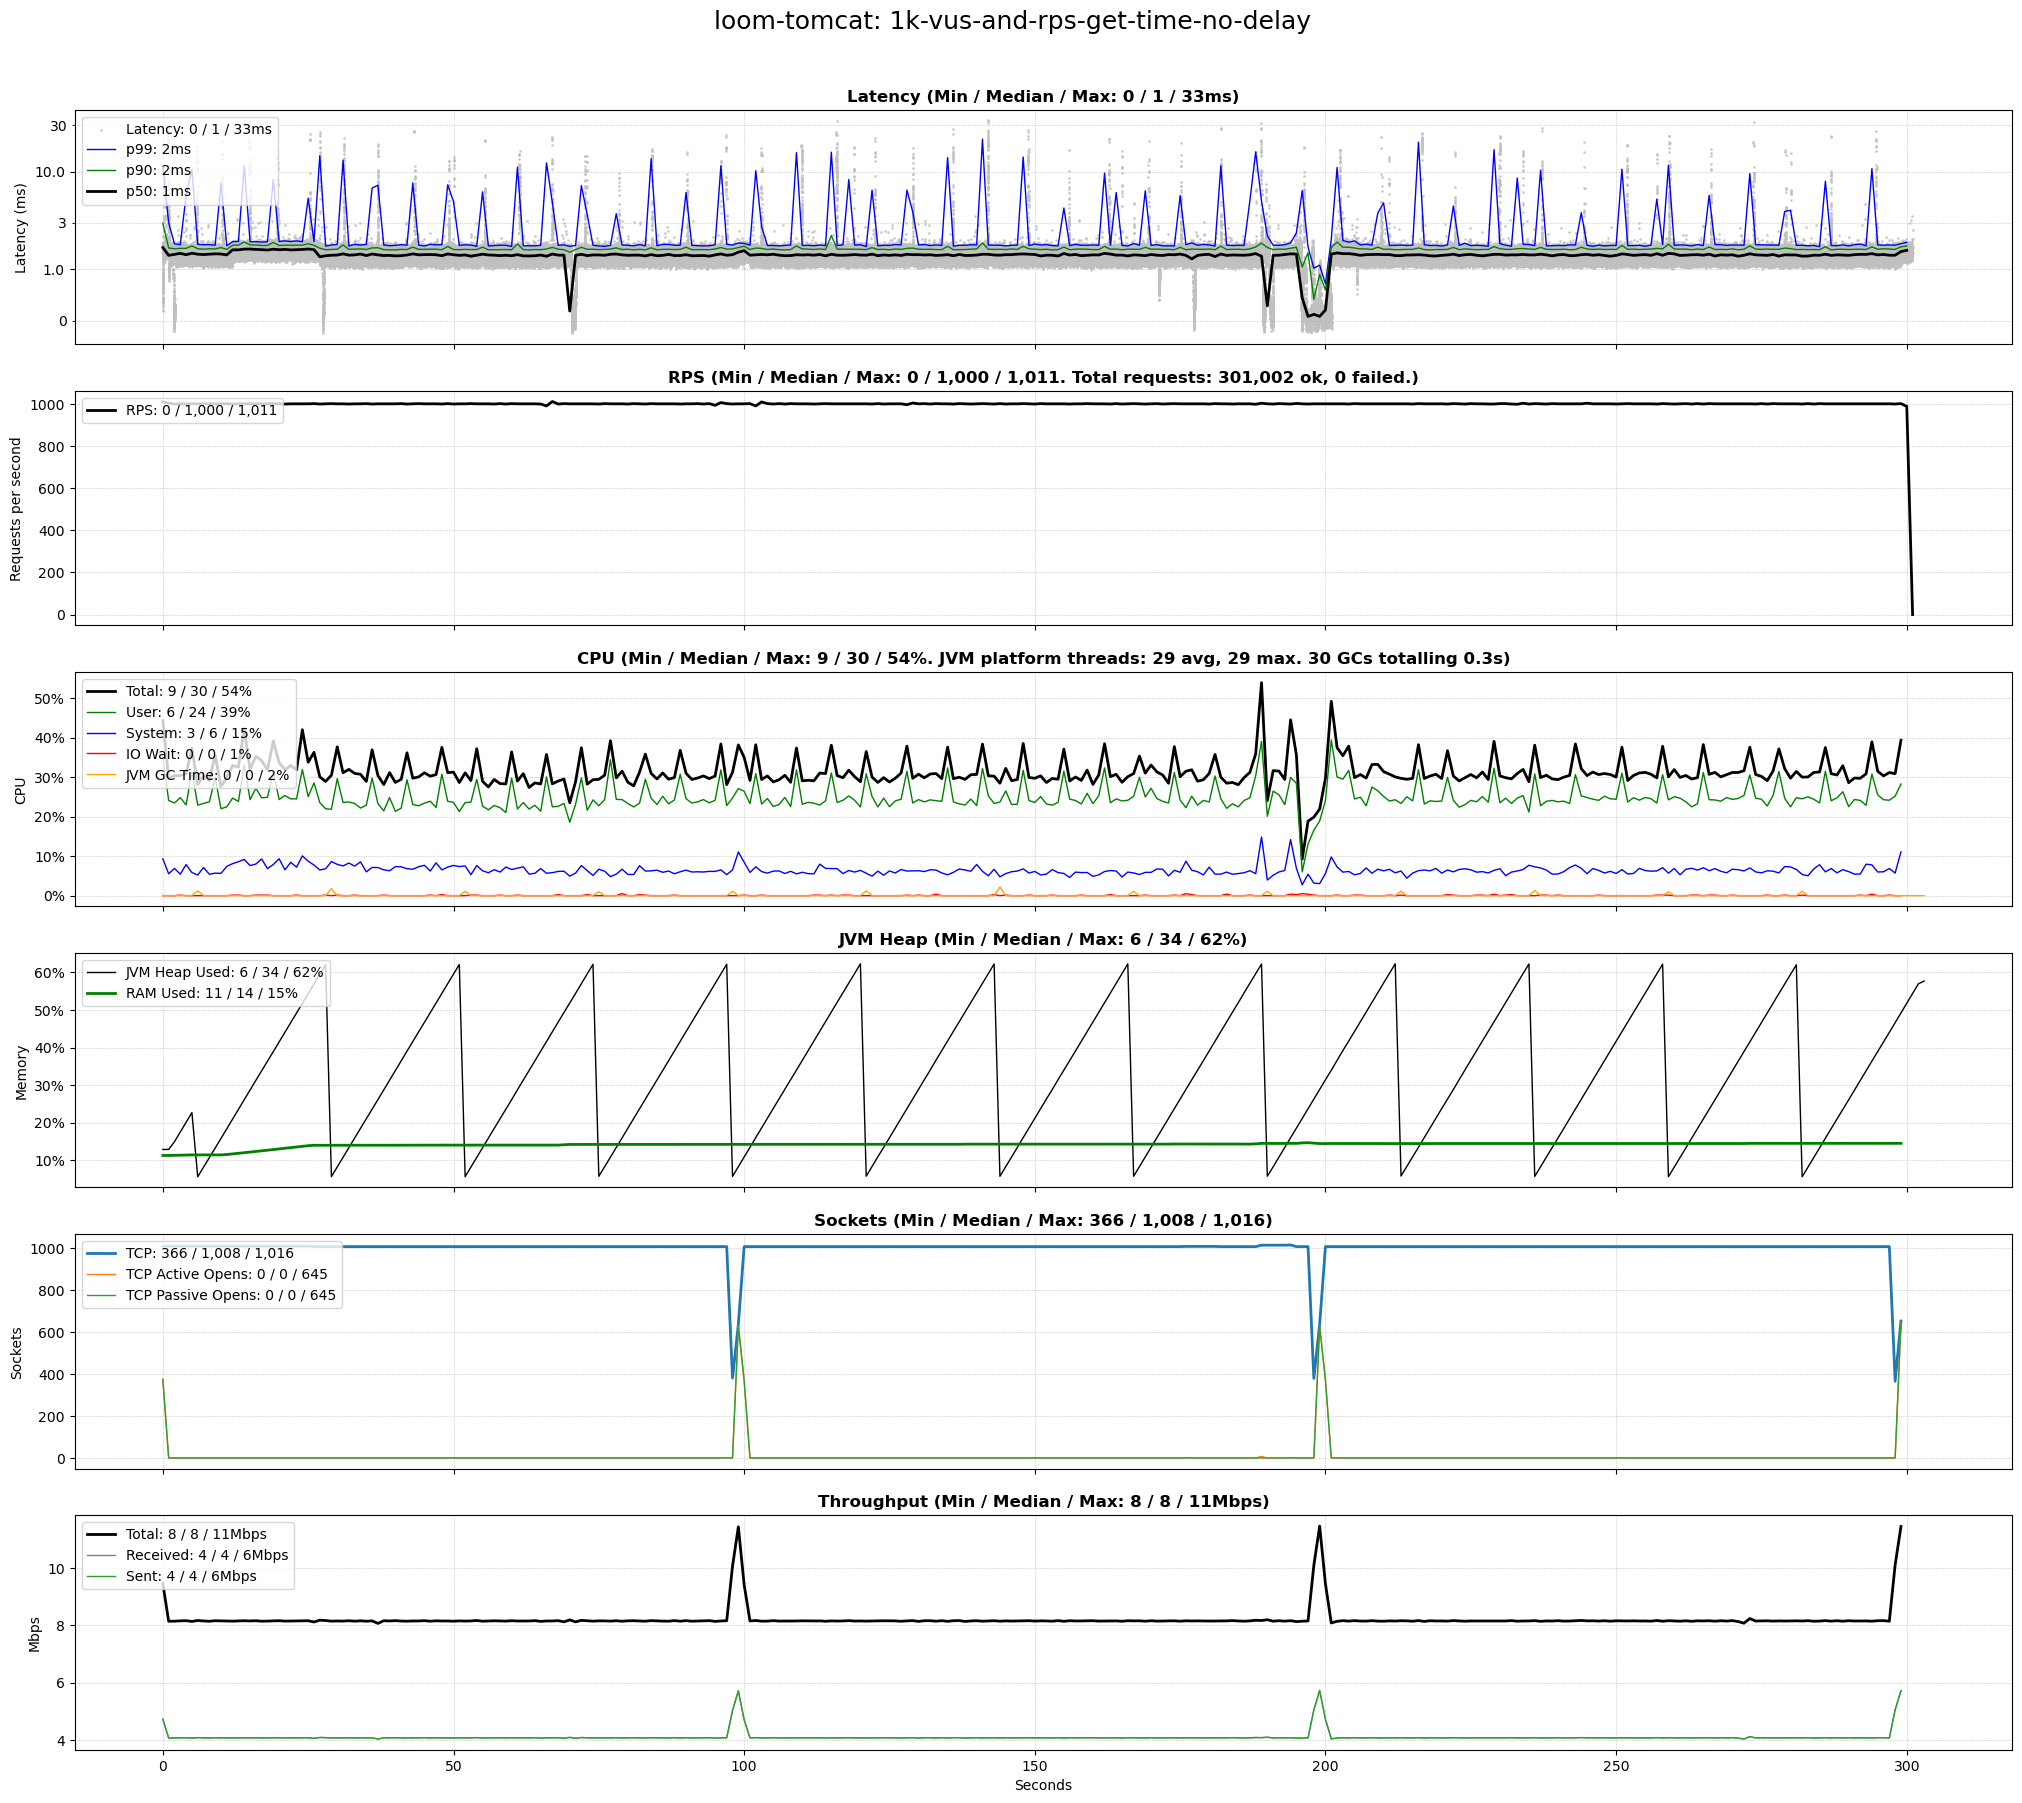 loom-tomcat: 1k-vus-and-rps-get-time-no-delay
Latency (Min / Median / Max: 0 / 1 / 33ms)
Latency (ms)
30
10.0
3
1.0
0
Latency: 0 / 1 / 33ms
p99: 2ms
p90: 2ms
p50: 1ms
RPS (Min / Median / Max: 0 / 1,000 / 1,011. Total requests: 301,002 ok, 0 failed.)
Requests per second
1000
800
600
400
200
0
RPS: 0 / 1,000 / 1,011
CPU (Min / Median / Max: 9 / 30 / 54%. JVM platform threads: 29 avg, 29 max. 30 GCs totalling 0.3s)
CPU
50%
40%
30%
20%
10%
0%
Total: 9 / 30 / 54%
User: 6 / 24 / 39%
System: 3 / 6 / 15%
IO Wait: 0 / 0 / 1%
JVM GC Time: 0 / 0 / 2%
JVM Heap (Min / Median / Max: 6 / 34 / 62%)
Memory
60%
50%
40%
30%
20%
10%
JVM Heap Used: 6 / 34 / 62%
RAM Used: 11 / 14 / 15%
Sockets (Min / Median / Max: 366 / 1,008 / 1,016)
Sockets
1000
800
600
400
200
0
TCP: 366 / 1,008 / 1,016
TCP Active Opens: 0 / 0 / 645
TCP Passive Opens: 0 / 0 / 645
Throughput (Min / Median / Max: 8 / 8 / 11Mbps)
Mbps
10
8
6
4
Total: 8 / 8 / 11Mbps
Received: 4 / 4 / 6Mbps
Sent: 4 / 4 / 6Mbps
0
50
100
150
200
250
300
Seconds